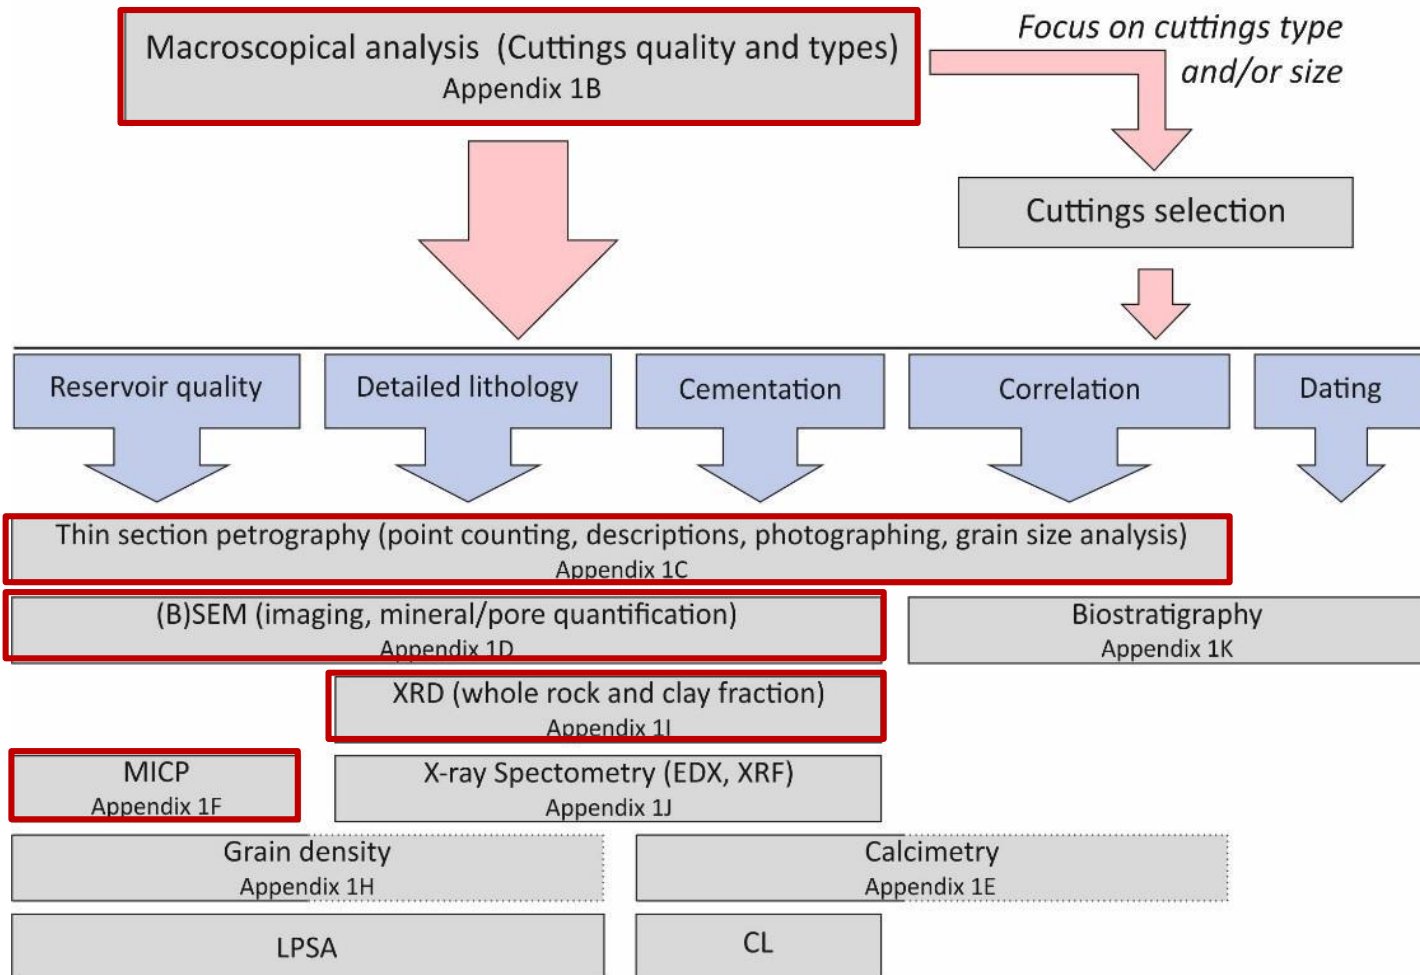 Macroscopical analysis (Cuttings quality and types)
Appendix 1B
Focus on cuttings type
and/or size
Cuttings selection
Reservoir quality
Detailed lithology
Cementation
Correlation
Dating
Thin section petrography (point counting, descriptions, photographing, grain size analysis)
Appendix 1C
(B)SEM (imaging, mineral/pore quantification)
Appendix 1D
Biostratigraphy
Appendix 1K
XRD (whole rock and clay fraction)
Appendix 1I
MICP
Appendix 1F
X-ray Spectometry (EDX, XRF)
Appendix 1J
Grain density
Appendix 1H
Calcimetry
Appendix 1E
LPSA
CL